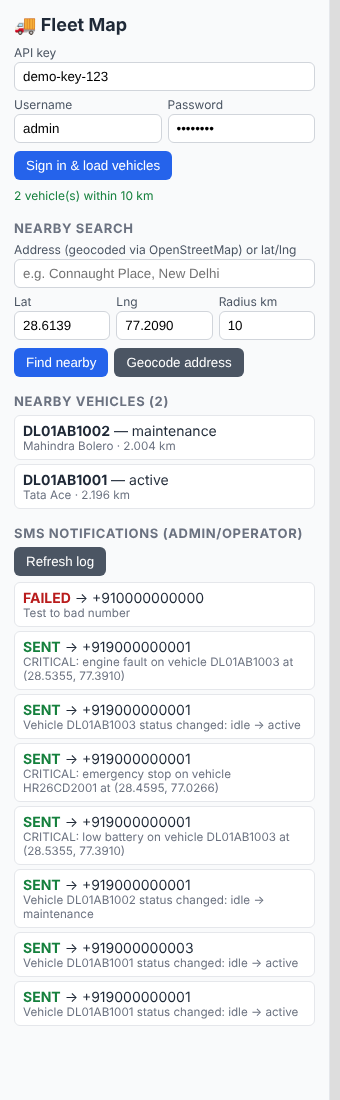 🚚 Fleet Map
API key
demo-key-123
Username Password
admin ••••••••
Sign in & load vehicles
2 vehicle(s) within 10 km
NEARBY SEARCH
Address (geocoded via OpenStreetMap) or lat/lng
e.g. Connaught Place, New Delhi
Lat Lng Radius km
28.6139 77.2090 10
Find nearby Geocode address
NEARBY VEHICLES (2)
DL01AB1002 — maintenance
Mahindra Bolero · 2.004 km
DL01AB1001 — active
Tata Ace · 2.196 km
SMS NOTIFICATIONS (ADMIN/OPERATOR)
Refresh log
FAILED → +910000000000
Test to bad number
SENT → +919000000001
CRITICAL: engine fault on vehicle DL01AB1003 at
(28.5355, 77.3910)
SENT → +919000000001
Vehicle DL01AB1003 status changed: idle → active
SENT → +919000000001
CRITICAL: emergency stop on vehicle
HR26CD2001 at (28.4595, 77.0266)
SENT → +919000000001
CRITICAL: low battery on vehicle DL01AB1003 at
(28.5355, 77.3910)
SENT → +919000000001
Vehicle DL01AB1002 status changed: idle →
maintenance
SENT → +919000000003
Vehicle DL01AB1001 status changed: idle → active
SENT → +919000000001
Vehicle DL01AB1001 status changed: idle → active